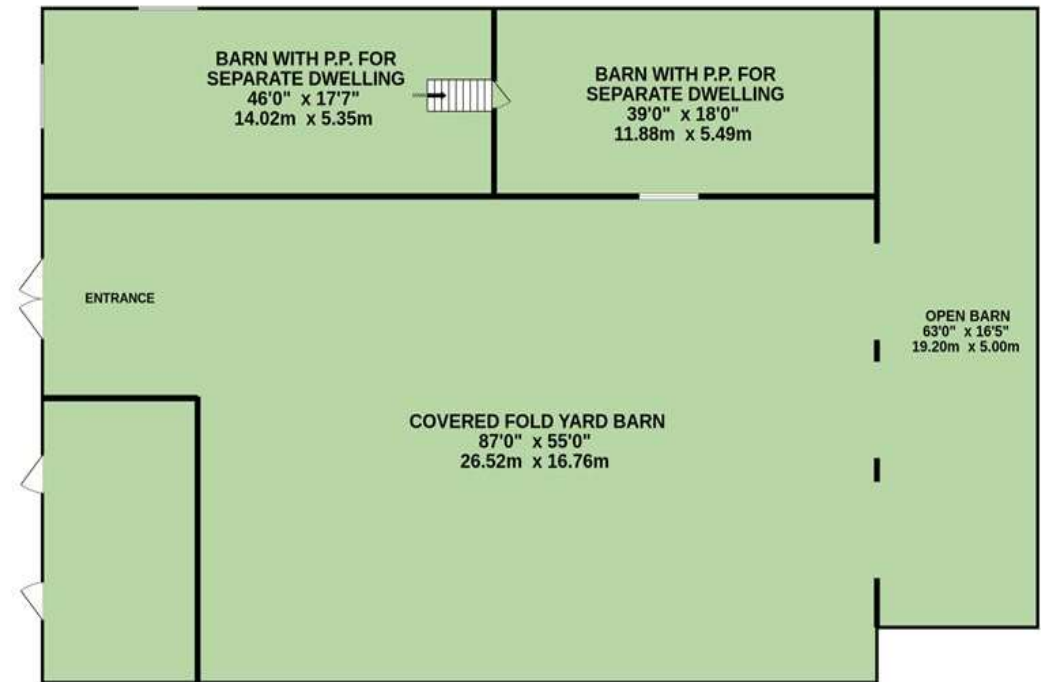 BARN WITH P.P. FOR
SEPARATE DWELLING
46'0" x 17'7"
14.02m x 5.35m
BARN WITH P.P. FOR
SEPARATE DWELLING
39'0" x 18'0"
11.88m x 5.49m
ENTRANCE
OPEN BARN
63'0" x 16'5"
19.20m x 5.00m
COVERED FOLD YARD BARN
87'0" x 55'0"
26.52m x 16.76m